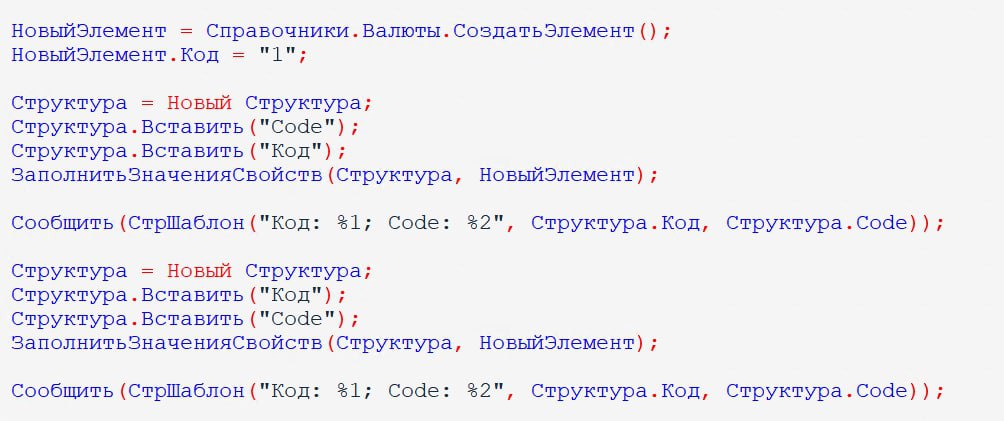 НовыйЭлемент = Справочники.Валюты.СоздатьЭлемент();
НовыйЭлемент.Код = "1";
Структура = Новый Структура;
Структура.Вставить("Code");
Структура.Вставить("Код");
ЗаполнитьЗначенияСвойств(Структура, НовыйЭлемент);
Сообщить(СтрШаблон("Код: %1; Code: %2", Структура.Код, Структура.Code));
Структура = Новый Структура;
Структура.Вставить("Код");
Структура.Вставить("Code");
ЗаполнитьЗначенияСвойств(Структура, НовыйЭлемент);
Сообщить(СтрШаблон("Код: %1; Code: %2", Структура.Код, Структура.Code));